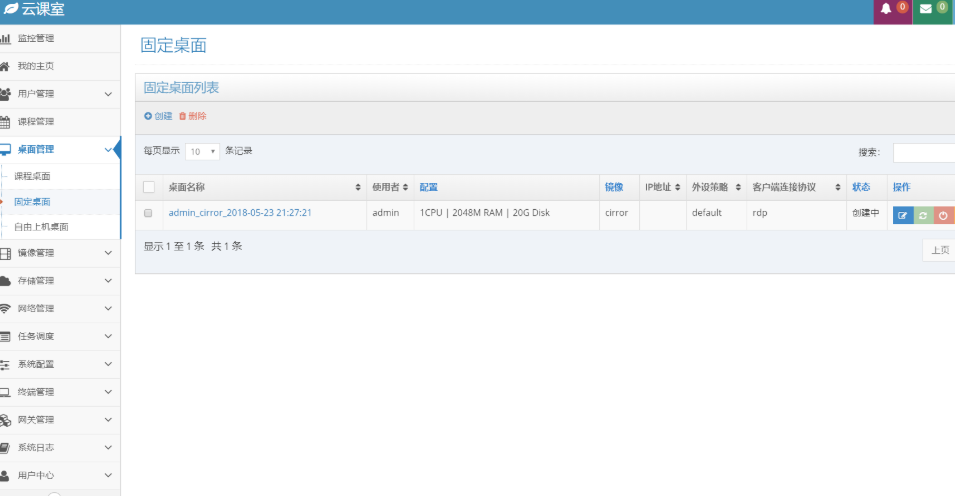 云课室
0
0
监控管理
我的主页
用户管理
课程管理
桌面管理
课程桌面
固定桌面
自由上机桌面
镜像管理
存储管理
网络管理
任务调度
系统配置
终端管理
网关管理
系统日志
用户中心
固定桌面
固定桌面列表
创建 删除
每页显示 10 条记录
搜索:
桌面名称 使用者 配置 镜像 IP地址 外设策略 客户端连接协议 状态 操作
admin_cirror_2018-05-23 21:27:21 admin 1CPU | 2048M RAM | 20G Disk cirror default rdp 创建中
显示 1 至 1 条 共 1 条
上页